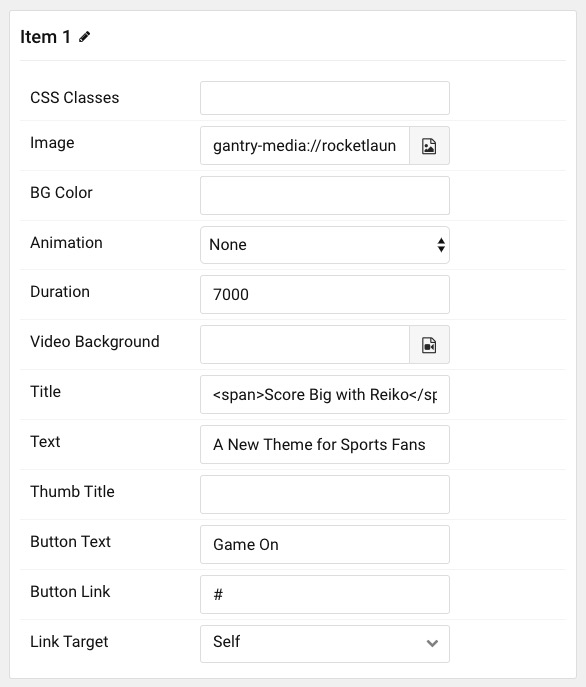 Item 1
CSS Classes
Image gantry-media://rocketlaun
BG Color
Animation None
Duration 7000
Video Background
Title <span>Score Big with Reiko</sp
Text A New Theme for Sports Fans
Thumb Title
Button Text Game On
Button Link #
Link Target Self